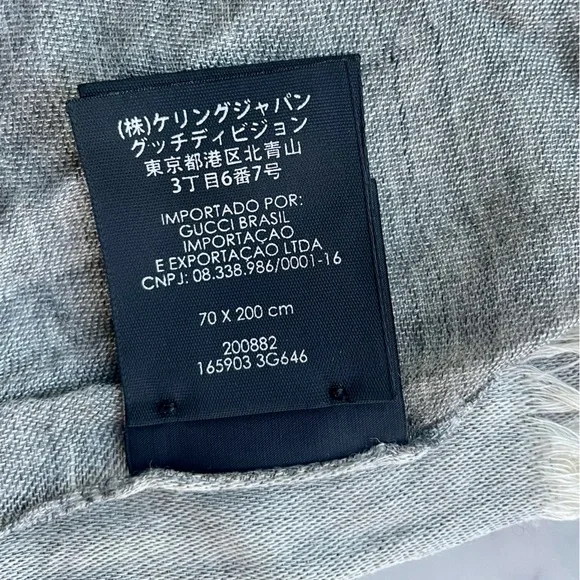 (株)ケリングジャパン
グッチディビジョン
東京都港区北青山
3丁目6番7号
IMPORTADO POR:
GUCCI BRASIL
IMPORTAÇAO
E EXPORTAÇAO LTDA
CNPJ: 08.338.986/0001-16
70 X 200 cm
200882
165903 3G646